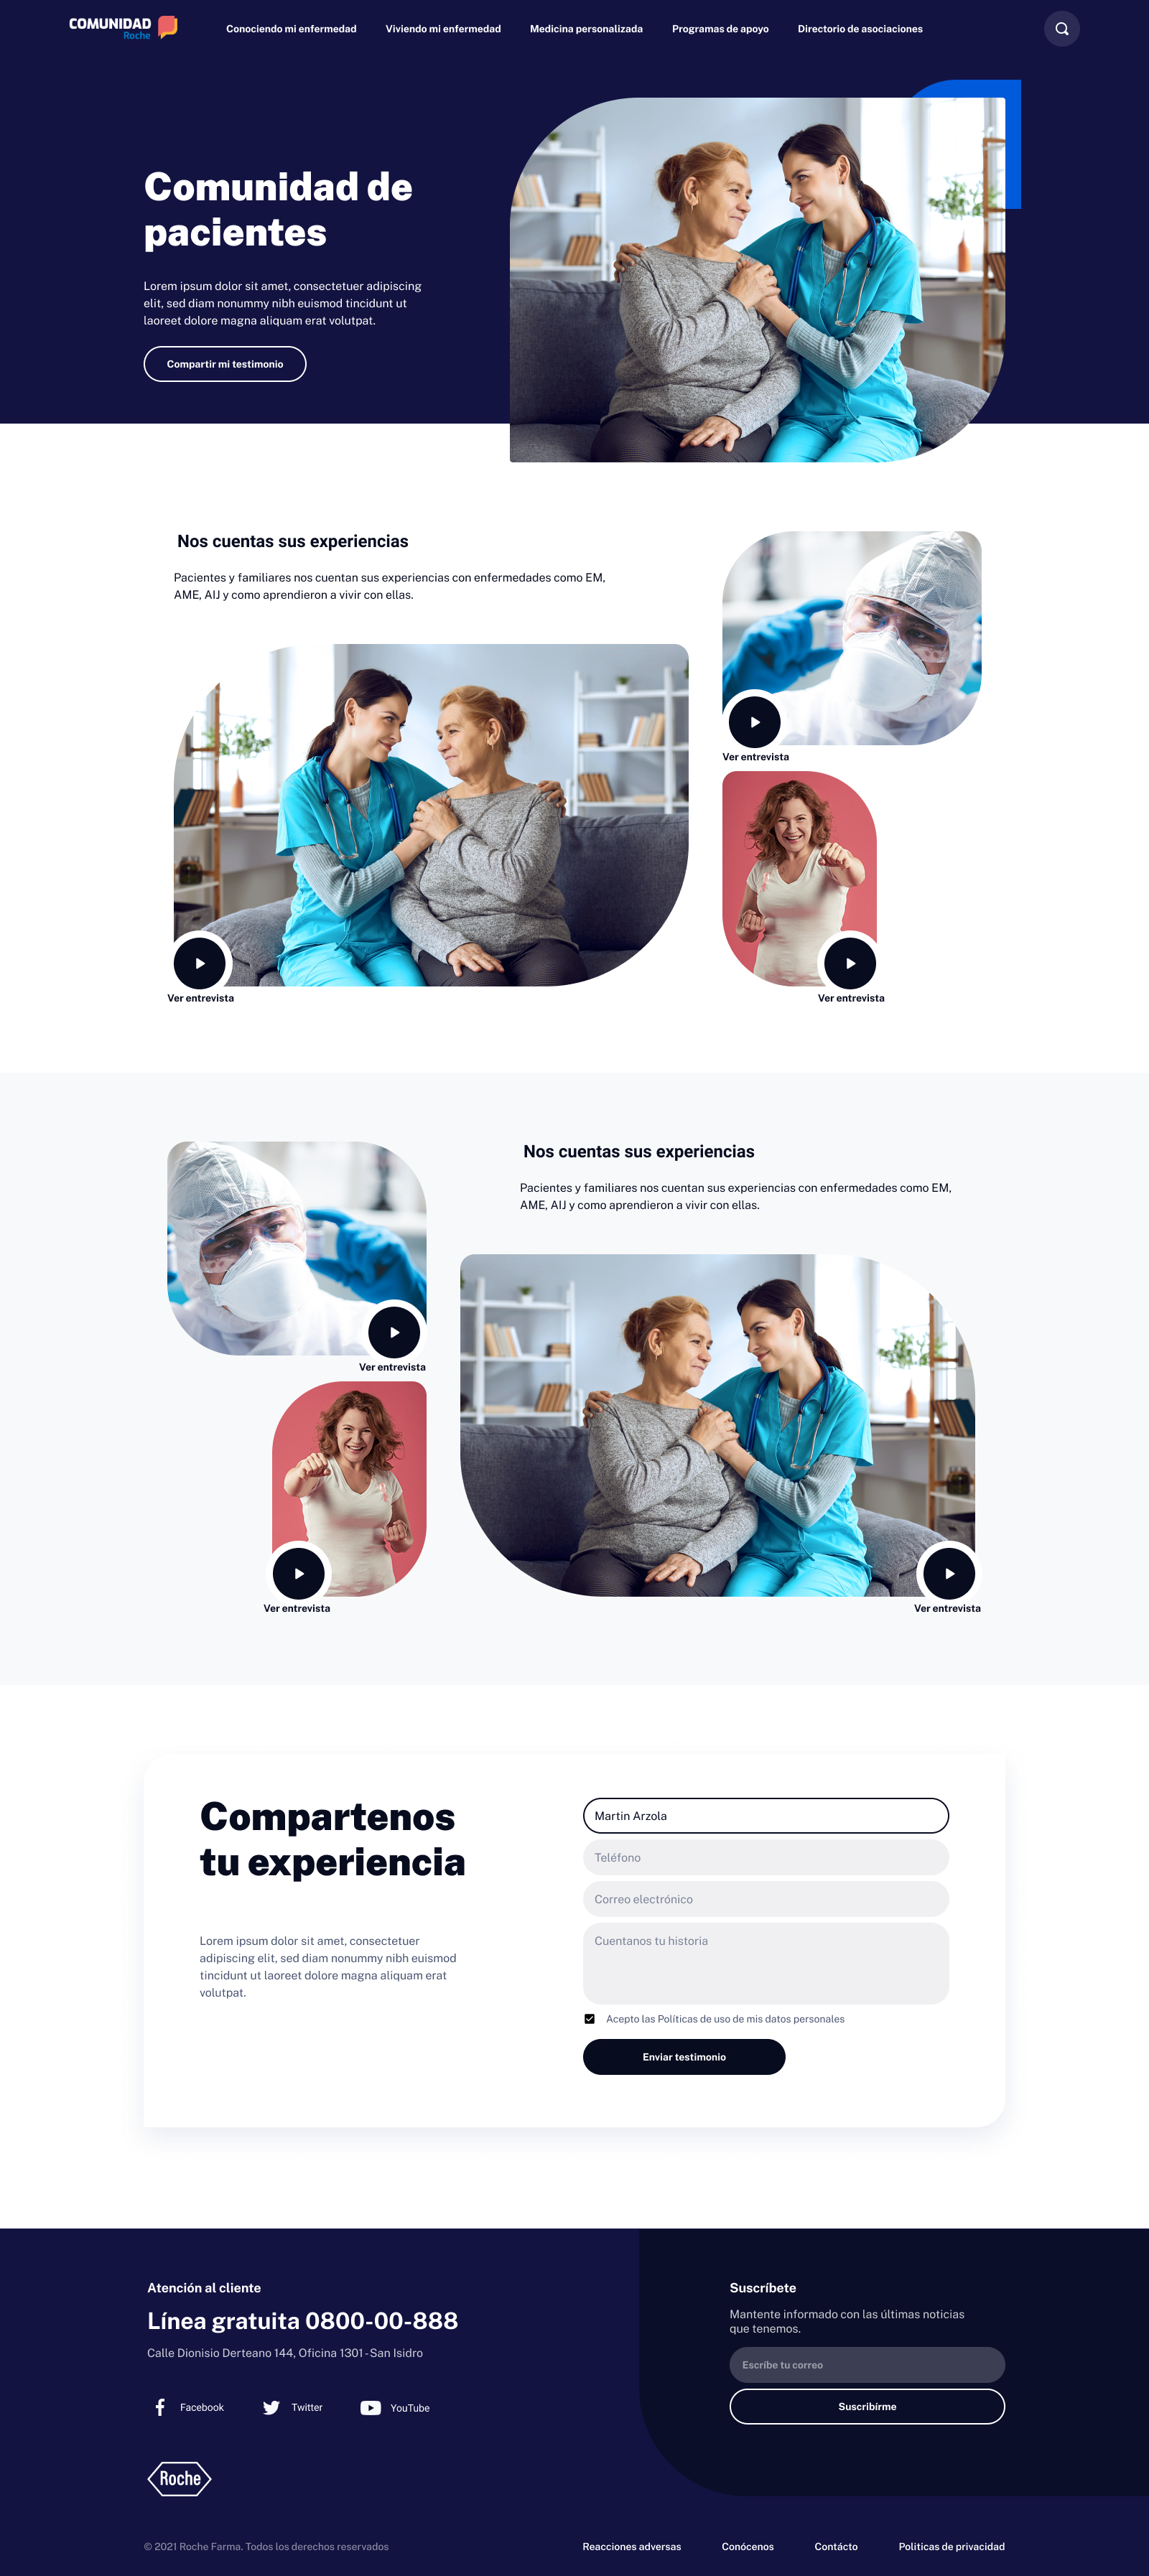 COMUNIDAD
Roche
Conociendo mi enfermedad
Viviendo mi enfermedad
Medicina personalizada
Programas de apoyo
Directorio de asociaciones
Comunidad de
pacientes
Lorem ipsum dolor sit amet, consectetuer adipiscing
elit, sed diam nonummy nibh euismod tincidunt ut
laoreet dolore magna aliquam erat volutpat.
Compartir mi testimonio
Nos cuentas sus experiencias
Pacientes y familiares nos cuentan sus experiencias con enfermedades como EM,
AME, AIJ y como aprendieron a vivir con ellas.
Ver entrevista
Ver entrevista
Ver entrevista
Nos cuentas sus experiencias
Pacientes y familiares nos cuentan sus experiencias con enfermedades como EM,
AME, AIJ y como aprendieron a vivir con ellas.
Ver entrevista
Ver entrevista
Ver entrevista
Compartenos
tu experiencia
Lorem ipsum dolor sit amet, consectetuer
adipiscing elit, sed diam nonummy nibh euismod
tincidunt ut laoreet dolore magna aliquam erat
volutpat.
Martin Arzola
Teléfono
Correo electrónico
Cuentanos tu historia
Acepto las Políticas de uso de mis datos personales
Enviar testimonio
Atención al cliente
Línea gratuita 0800-00-888
Calle Dionisio Derteano 144, Oficina 1301 - San Isidro
Facebook
Twitter
YouTube
Roche
Suscríbete
Mantente informado con las últimas noticias
que tenemos.
Escríbe tu correo
Suscribírme
© 2021 Roche Farma. Todos los derechos reservados
Reacciones adversas
Conócenos
Contácto
Politicas de privacidad